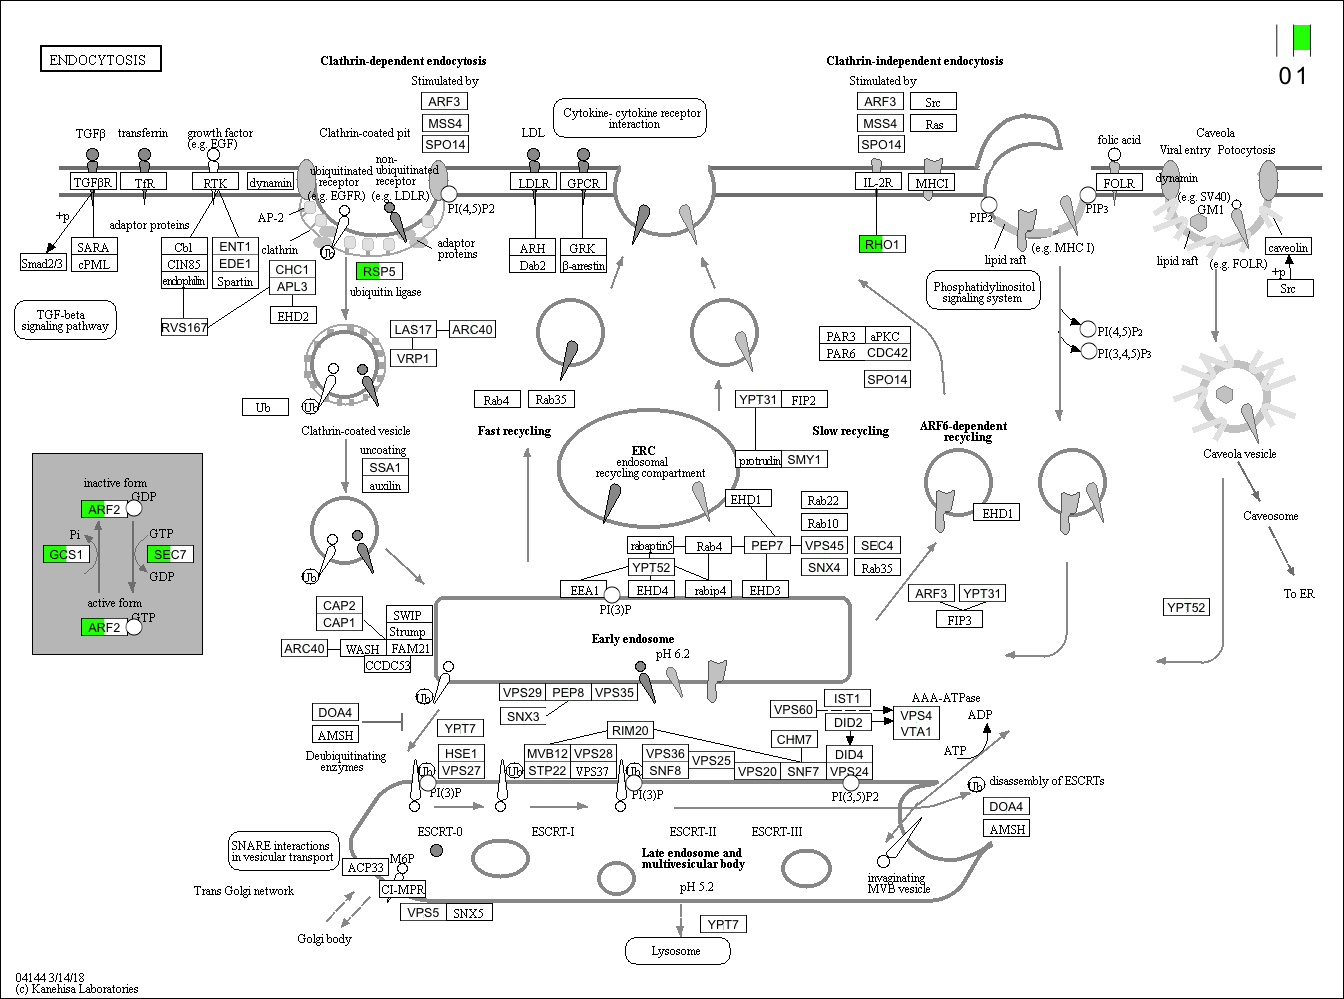 ENDOCYTOSIS
0 1
Clathrin-dependent endocytosis
Stimulated by
ARF3
MSS4
SPO14
Clathrin-independent endocytosis
Stimulated by
ARF3
Src
MSS4
Ras
SPO14
Cytokine- cytokine receptor
interaction
TGFβ
transferrin
growth factor
(e.g. EGF)
Clathrin-coated pit
LDL
folic acid
Caveola
Viral entry
Potocytosis
TGFβR
TfR
RTK
dynamin
ubiquitinated
receptor
(e.g. EGFR)
non-
ubiquitinated
receptor
(e.g. LDLR)
LDLR
GPCR
IL-2R
MHCI
FOLR
dynamin
(e.g. SV40)
GM1
PI(4,5)P2
PIP2
PIP3
+p
adaptor proteins
AP-2
clathrin
Ub
adaptor
proteins
Smad2/3
SARA
cPML
Cbl
CIN85
endophilin
ENT1
EDE1
Spartin
CHC1
APL3
EHD2
RVS167
RSP5
ubiquitin ligase
ARH
Dab2
GRK
β-arrestin
RHO1
lipid raft
(e.g. MHC I)
lipid raft
(e.g. FOLR)
caveolin
+p
Src
TGF-beta
signaling pathway
Phosphatidylinositol
signaling system
LAS17
ARC40
VRP1
PI(4,5)P2
PI(3,4,5)P3
PAR3
aPKC
PAR6
CDC42
SPO14
Ub
Ub
Clathrin-coated vesicle
Rab4
Rab35
YPT31
FIP2
Fast recycling
Slow recycling
ARF6-dependent
recycling
uncoating
SSA1
auxilin
ERC
endosomal
recycling compartment
protrudin
SMY1
Caveola vesicle
Caveosome
To ER
inactive form
GDP
ARF2
Pi
GTP
GCS1
SEC7
GDP
active form
GTP
ARF2
EHD1
Rab22
Rab10
EHD1
rabaptin5
Rab4
PEP7
VPS45
SEC4
YPT52
SNX4
Rab35
EEA1
EHD4
rabip4
EHD3
PI(3)P
Ub
ARF3
YPT31
FIP3
YPT52
CAP2
CAP1
SWIP
Strump
ARC40
WASH
FAM21
CCDC53
Early endosome
pH 6.2
Ub
VPS29
PEP8
VPS35
SNX3
DOA4
AMSH
Deubiquitinating
enzymes
YPT7
RIM20
VPS60
IST1
DID2
AAA-ATPase
VPS4
VTA1
ADP
ATP
CHM7
HSE1
VPS27
MVB12
VPS28
STP22
VPS37
VPS36
SNF8
VPS25
VPS20
SNF7
DID4
VPS24
Ub
Ub
Ub
Ub
disassembly of ESCRTs
PI(3)P
PI(3)P
PI(3,5)P2
DOA4
AMSH
ESCRT-0
ESCRT-I
ESCRT-II
ESCRT-III
SNARE interactions
in vesicular transport
ACP33
M6P
CI-MPR
Late endosome and
multivesicular body
pH 5.2
invaginating
MVB vesicle
Trans Golgi network
VPS5
SNX5
YPT7
Golgi body
Lysosome
04144 3/14/18
(c) Kanehisa Laboratories